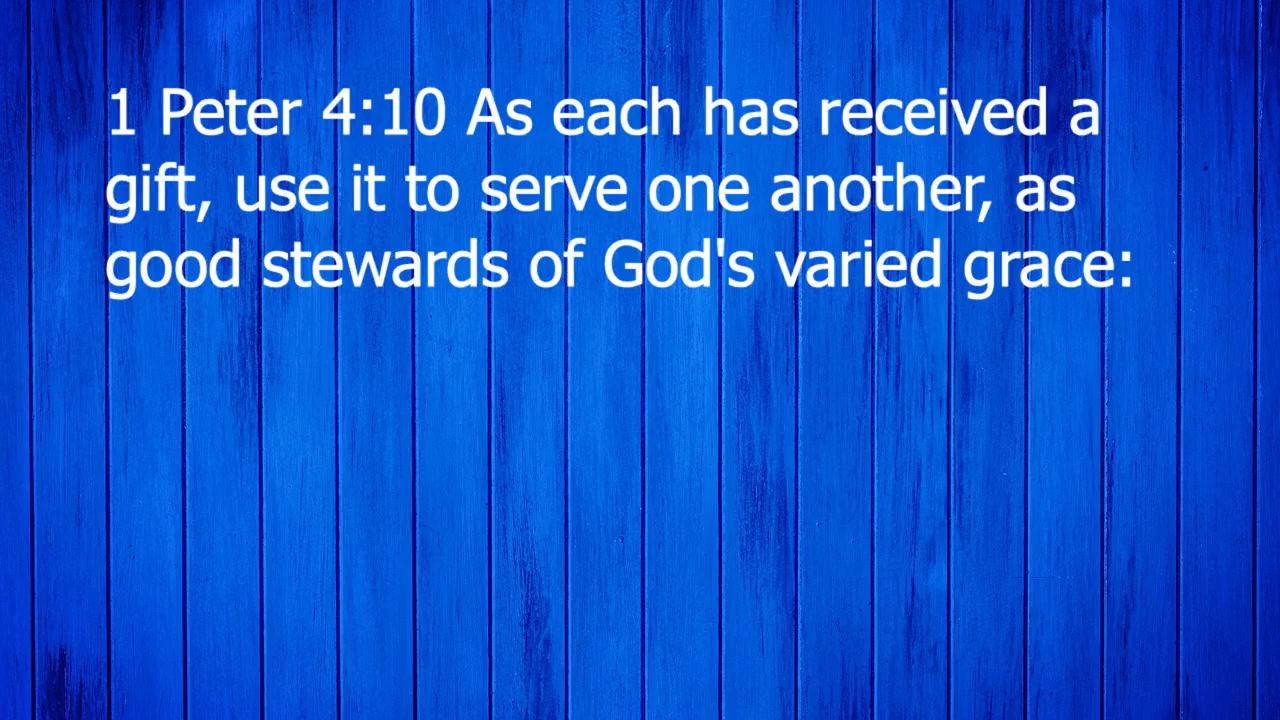 1 Peter 4:10 As each has received a
gift, use it to serve one another, as
good stewards of God's varied grace: